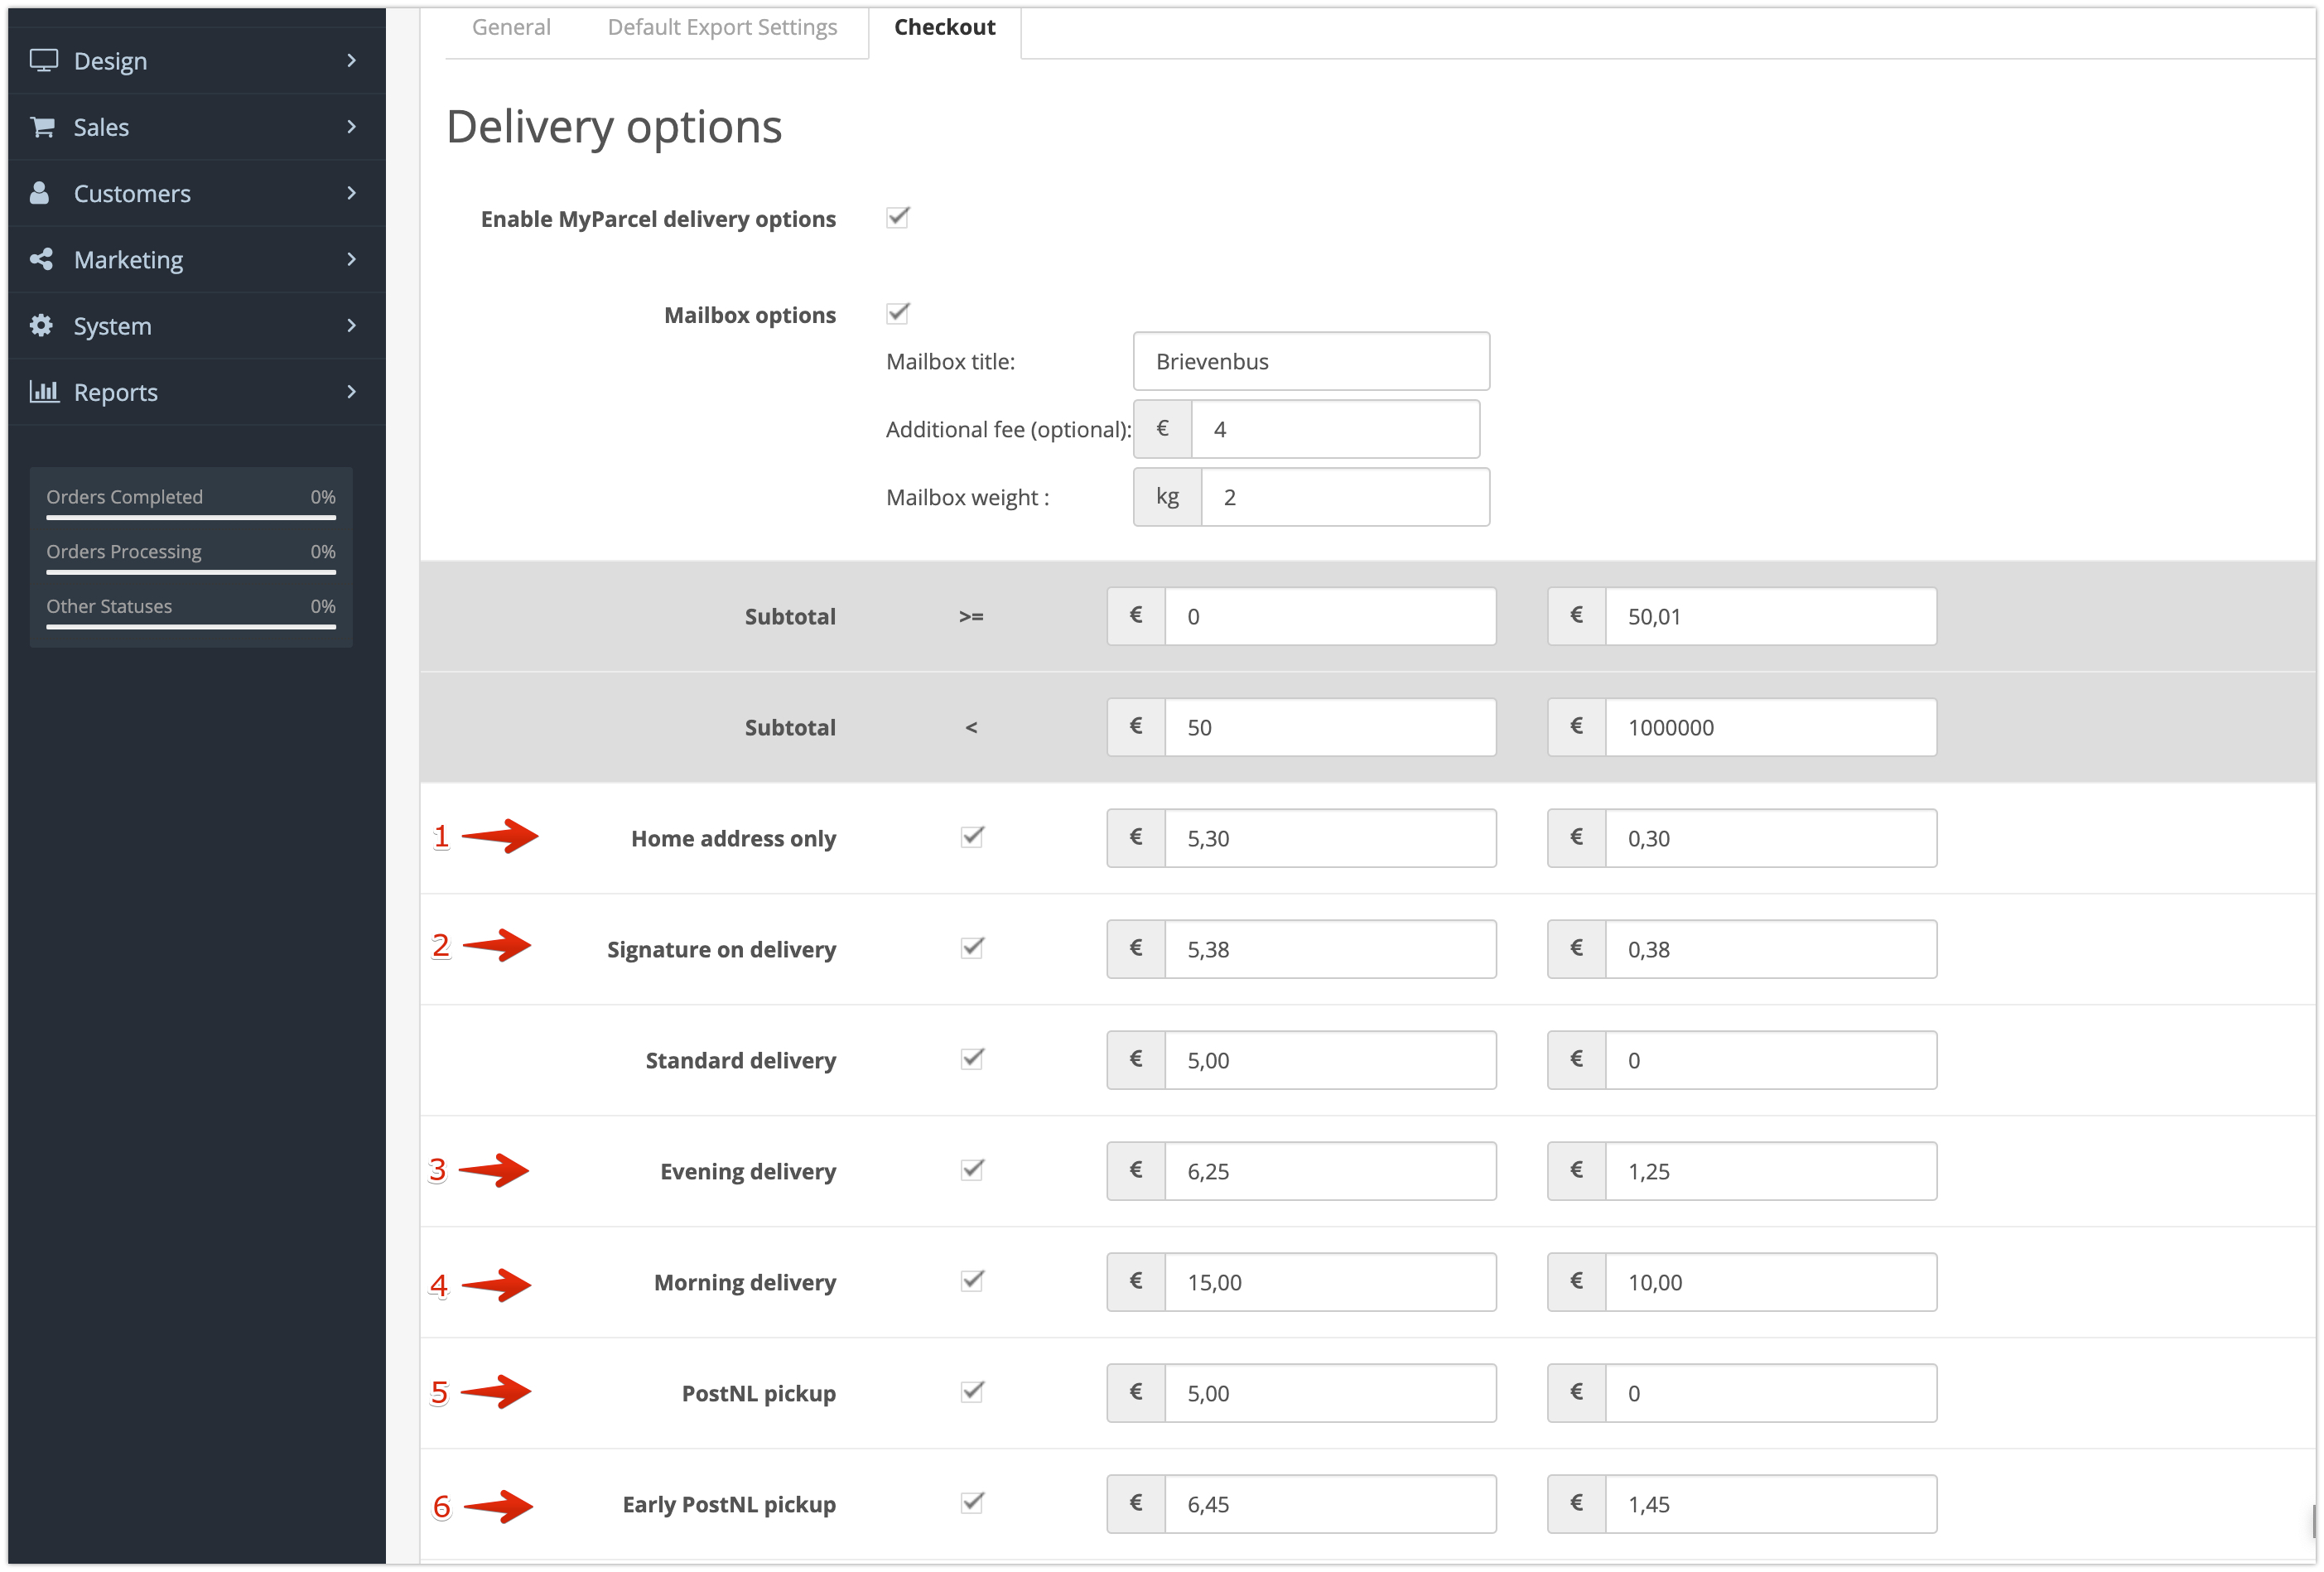 General Default Export Settings Checkout
Design
Sales
Customers
Marketing
System
Reports
Orders Completed 0%
Orders Processing 0%
Other Statuses 0%
Delivery options
Enable MyParcel delivery options
Mailbox options
Mailbox title: Brievenbus
Additional fee (optional): € 4
Mailbox weight : kg 2
Subtotal >= € 0 € 50,01
Subtotal < € 50 € 1000000
1 Home address only € 5,30 € 0,30
2 Signature on delivery € 5,38 € 0,38
Standard delivery € 5,00 € 0
3 Evening delivery € 6,25 € 1,25
4 Morning delivery € 15,00 € 10,00
5 PostNL pickup € 5,00 € 0
6 Early PostNL pickup € 6,45 € 1,45